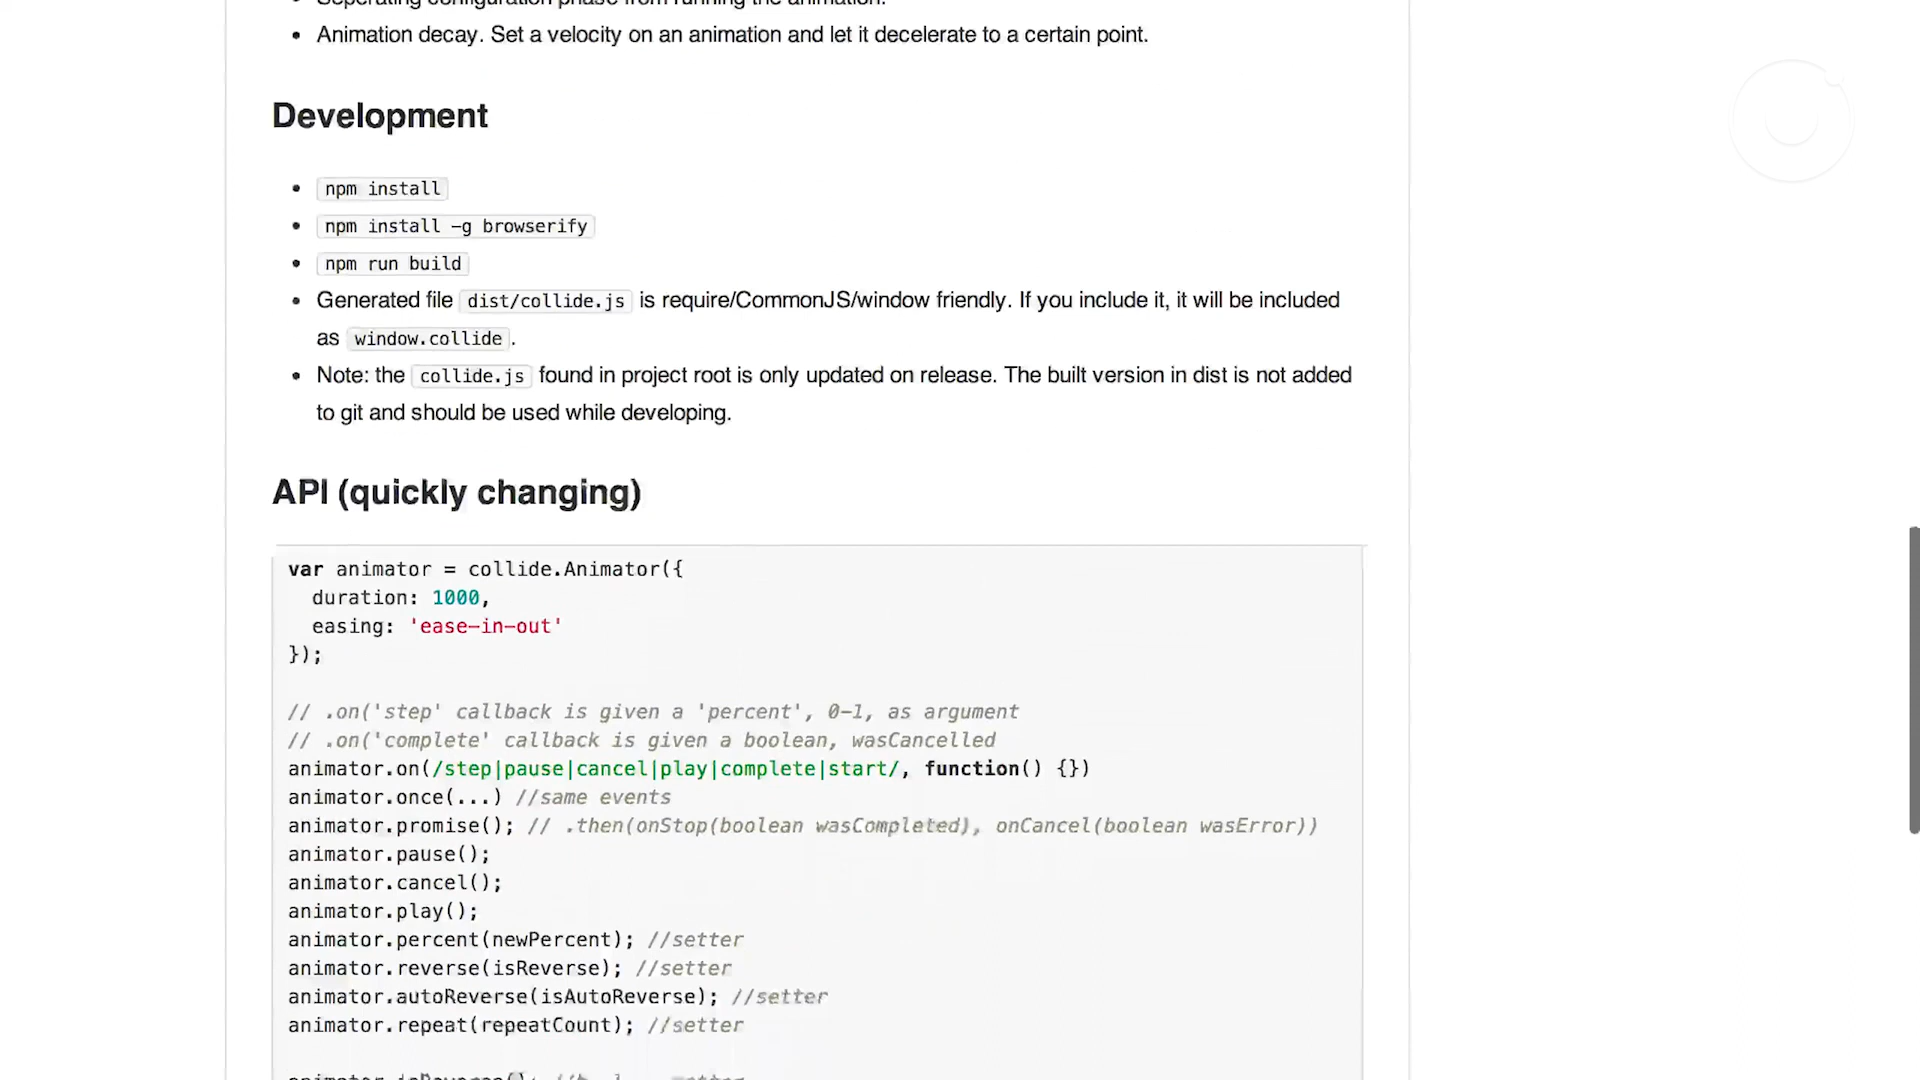 Seperating configuration phase from running the animation.
Animation decay. Set a velocity on an animation and let it decelerate to a certain point.
Development
npm install
npm install -g browserify
npm run build
Generated file dist/collide.js is require/CommonJS/window friendly. If you include it, it will be included
as window.collide.
Note: the collide.js found in project root is only updated on release. The built version in dist is not added
to git and should be used while developing.
API (quickly changing)
var animator = collide.Animator({
  duration: 1000,
  easing: 'ease-in-out'
});
// .on('step' callback is given a 'percent', 0-1, as argument
// .on('complete' callback is given a boolean, wasCancelled
animator.on(/step|pause|cancel|play|complete|start/, function() {})
animator.once(...) //same events
animator.promise(); // .then(onStop(boolean wasCompleted), onCancel(boolean wasError))
animator.pause();
animator.cancel();
animator.play();
animator.percent(newPercent); //setter
animator.reverse(isReverse); //setter
animator.autoReverse(isAutoReverse); //setter
animator.repeat(repeatCount); //setter